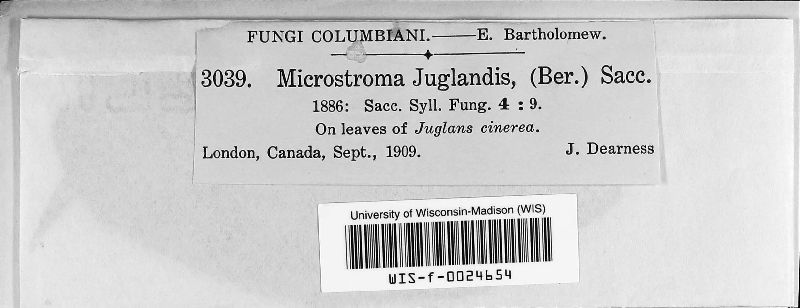 FUNGI COLUMBIANI.—E. Bartholomew.
3039. Microstroma Juglandis, (Ber.) Sacc.
1886: Sacc. Syll. Fung. 4 : 9.
On leaves of Juglans cinerea.
London, Canada, Sept., 1909. J. Dearness
University of Wisconsin-Madison (WIS)
WIS-f-0024654